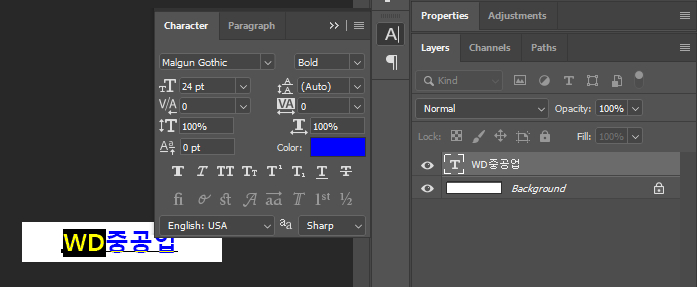 Character Paragraph
Malgun Gothic Bold
24 pt (Auto)
V/A 0 VA 0
100% 100%
0 pt Color:
T T TT Tт T¹ T₁ T T
fi st A aa T 1st ½
English: USA aa Sharp
A
¶
Properties Adjustments
Layers Channels Paths
Kind
Normal Opacity: 100%
Lock: Fill: 100%
T WD중공업
Background
WD중공업